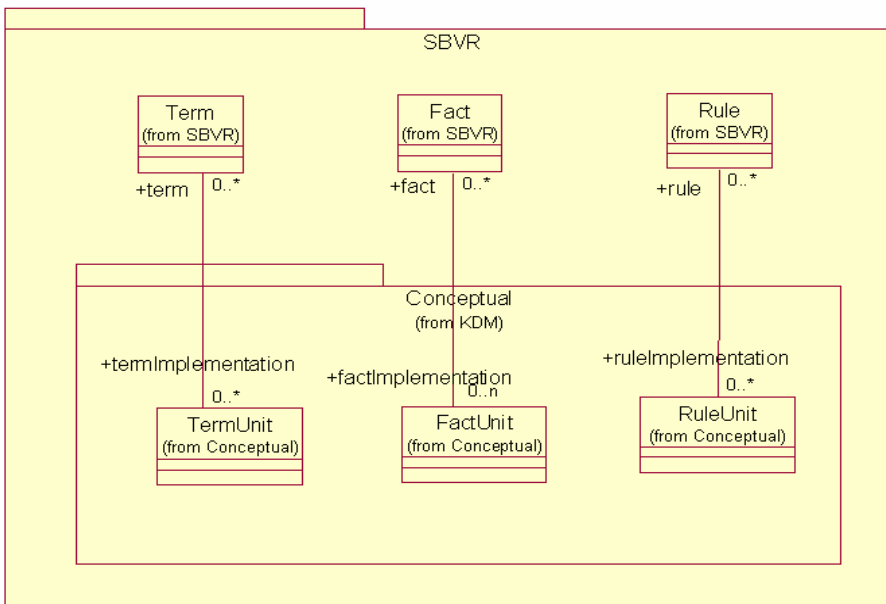 SBVR
Term
(from SBVR)
Fact
(from SBVR)
Rule
(from SBVR)
+term
0..*
+fact
0..*
+rule
0..*
Conceptual
(from KDM)
+termImplementation
0..*
+factImplementation
0..n
+ruleImplementation
0..*
TermUnit
(from Conceptual)
FactUnit
(from Conceptual)
RuleUnit
(from Conceptual)